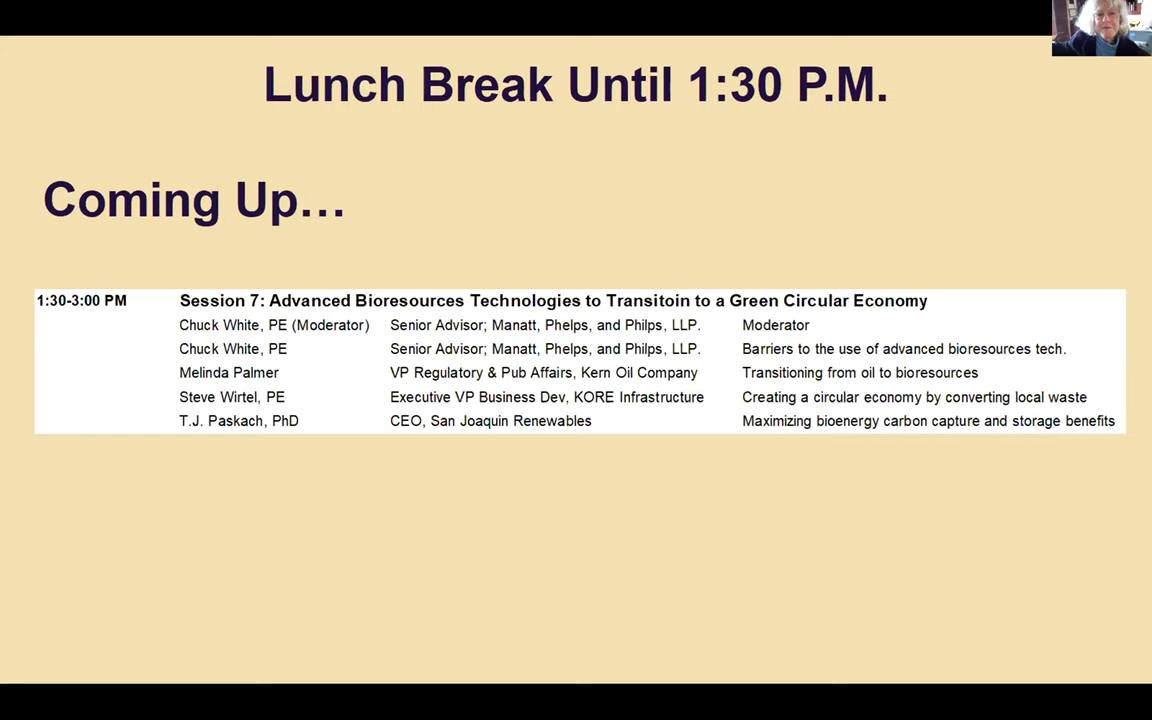 Lunch Break Until 1:30 P.M.
Coming Up…
1:30-3:00 PM Session 7: Advanced Bioresources Technologies to Transitoin to a Green Circular Economy
Chuck White, PE (Moderator) Senior Advisor; Manatt, Phelps, and Philps, LLP. Moderator
Chuck White, PE Senior Advisor; Manatt, Phelps, and Philps, LLP. Barriers to the use of advanced bioresources tech.
Melinda Palmer VP Regulatory & Pub Affairs, Kern Oil Company Transitioning from oil to bioresources
Steve Wirtel, PE Executive VP Business Dev, KORE Infrastructure Creating a circular economy by converting local waste
T.J. Paskach, PhD CEO, San Joaquin Renewables Maximizing bioenergy carbon capture and storage benefits